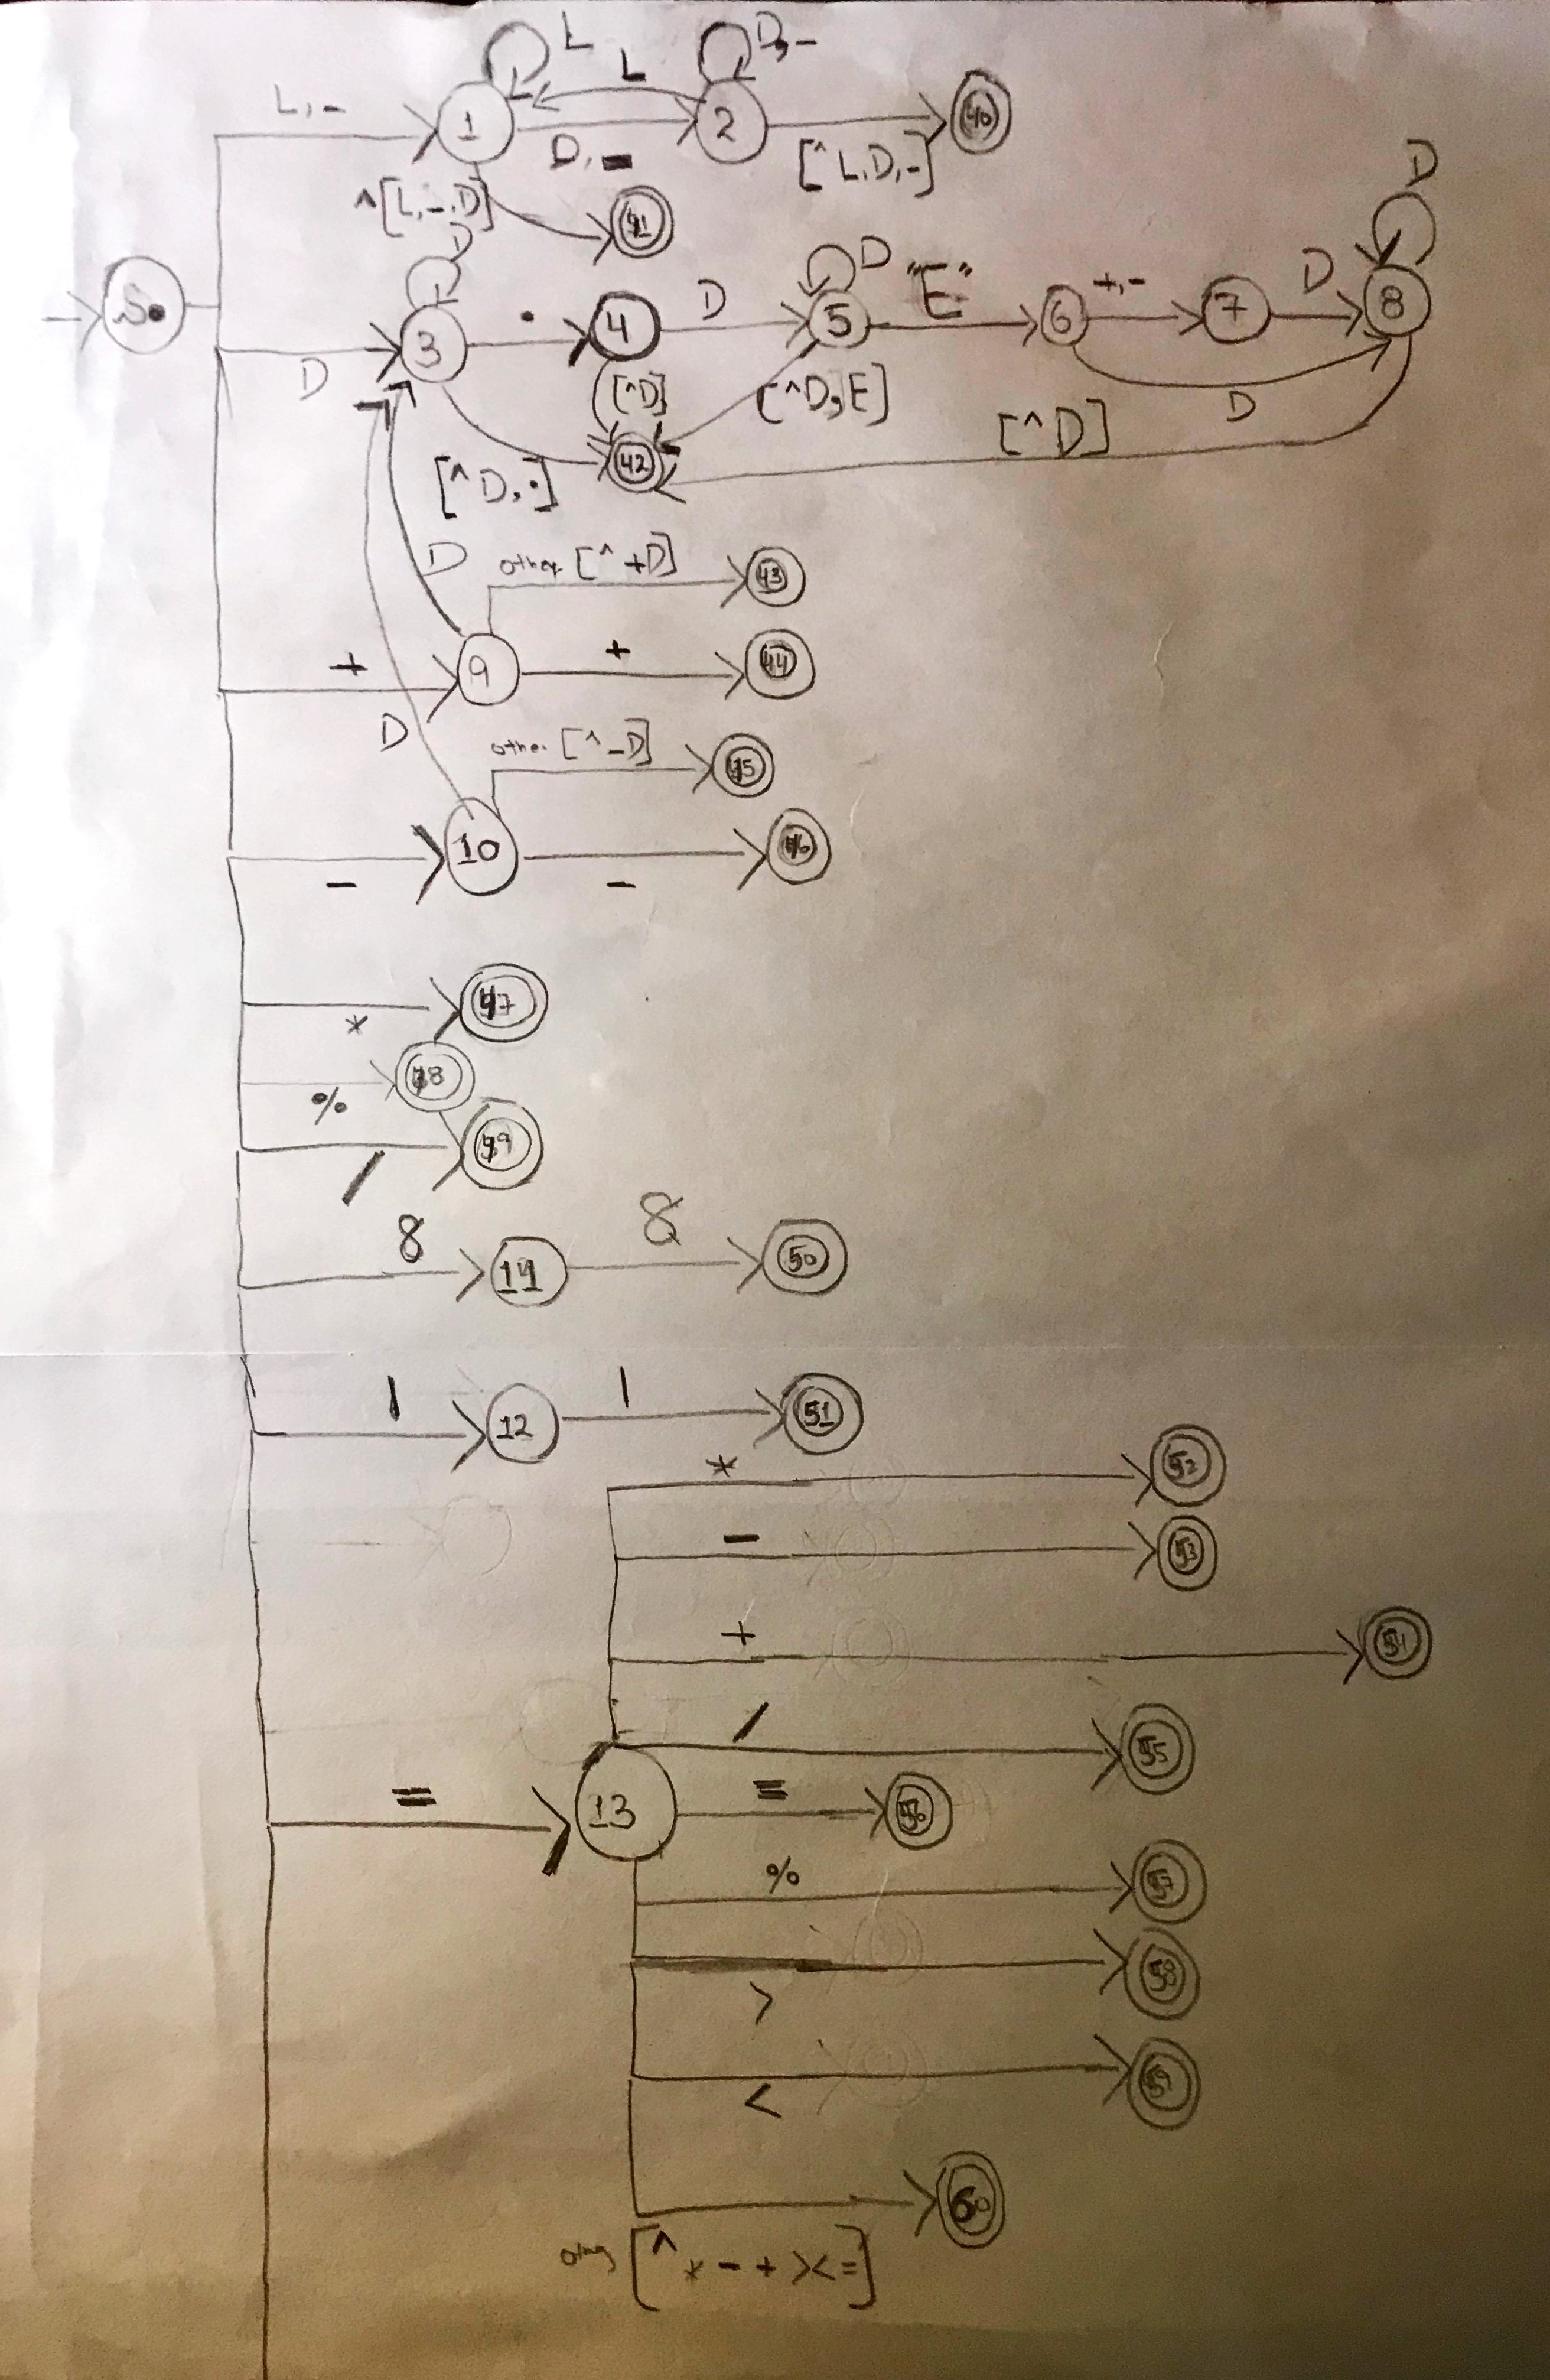 L
D,-
L,-
L
1
2
40
D, -
[^L,D,-]
^[L,-,D]
41
D
D
S
D
"E"
+,-
D
.
D
3
4
5
6
7
8
D
[^D]
[^D,E]
D
[^D]
42
[^D,.]
D
other [^+D]
43
+
9
+
44
D
other [^-D]
45
10
46
-
-
47
*
48
%
49
/
8
8
11
50
|
|
12
51
*
52
-
53
+
54
/
55
=
13
=
56
%
57
58
>
59
<
60
[^*-+><=]